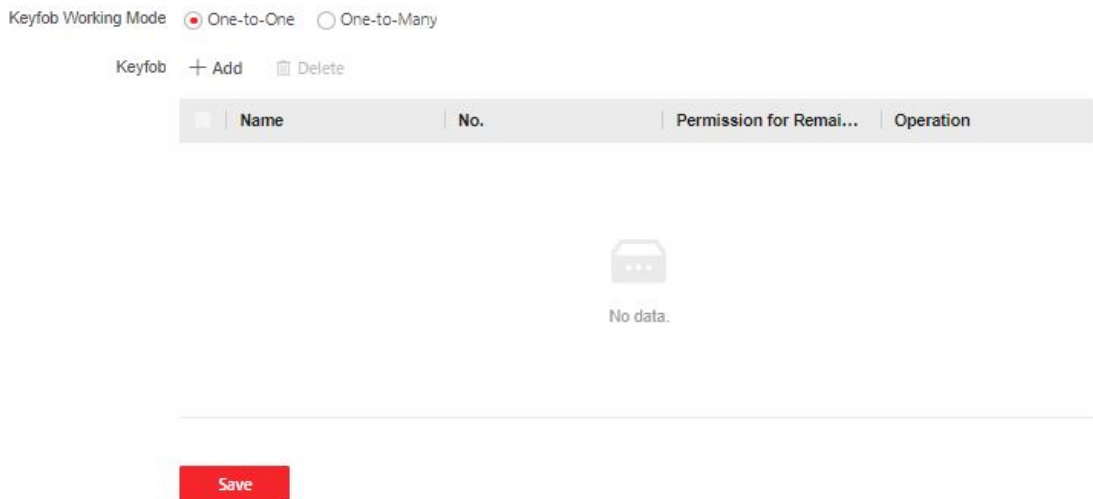 Keyfob Working Mode One-to-One One-to-Many
Keyfob + Add Delete
Name No. Permission for Remai... Operation
No data.
Save